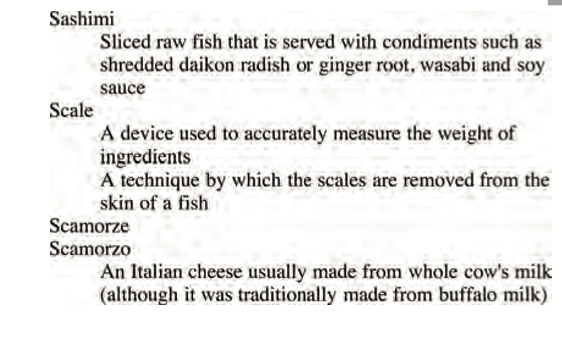 Sashimi
Sliced raw fish that is served with condiments such as
shredded daikon radish or ginger root, wasabi and soy
sauce
Scale
A device used to accurately measure the weight of
ingredients
A technique by which the scales are removed from the
skin of a fish
Scamorze
Scamorzo
An Italian cheese usually made from whole cow's milk
(although it was traditionally made from buffalo milk)